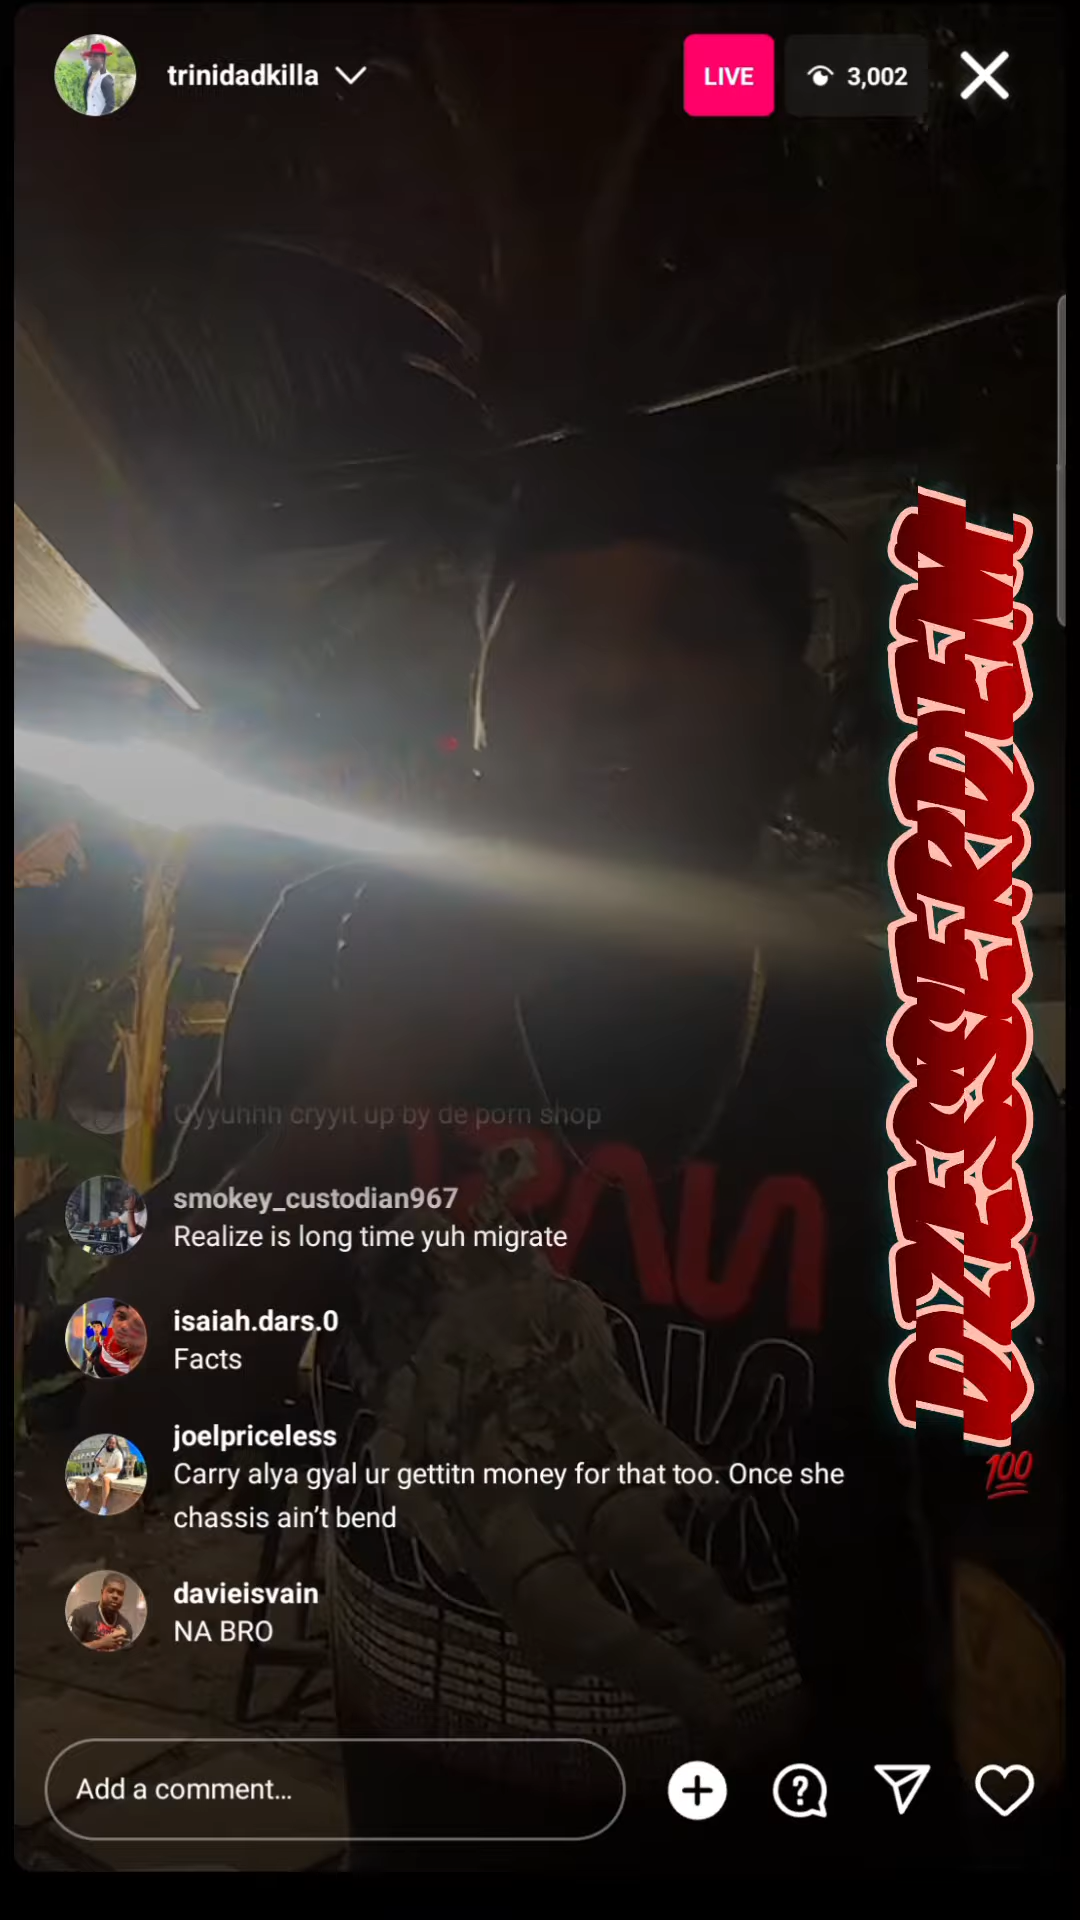 trinidadkilla
LIVE
3,002
cryyit up by de porn shop
smokey_custodian967
Realize is long time yuh migrate
isaiah.dars.0
Facts
joelpriceless
Carry alya gyal ur gettitn money for that too. Once she
chassis ain't bend
davieisvain
NA BRO
Add a comment...
DIZESSERDEM
💯